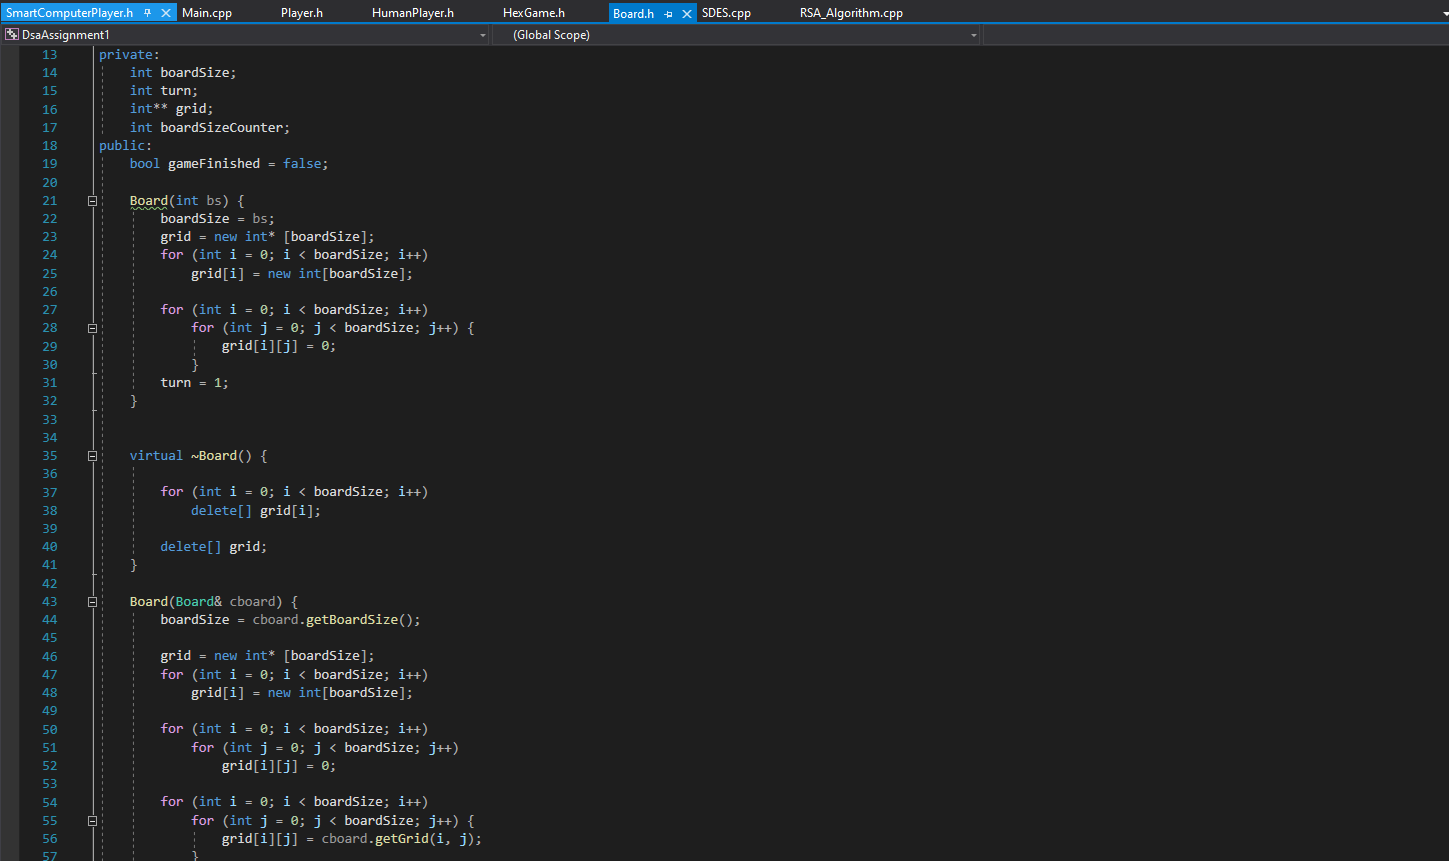 SmartComputerPlayer.h Main.cpp Player.h HumanPlayer.h HexGame.h Board.h SDES.cpp RSA_Algorithm.cpp
DsaAssignment1 (Global Scope)
13 private:
14 int boardSize;
15 int turn;
16 int** grid;
17 int boardSizeCounter;
18 public:
19 bool gameFinished = false;
20
21 Board(int bs) {
22 boardSize = bs;
23 grid = new int* [boardSize];
24 for (int i = 0; i < boardSize; i++)
25 grid[i] = new int[boardSize];
26
27 for (int i = 0; i < boardSize; i++)
28 for (int j = 0; j < boardSize; j++) {
29 grid[i][j] = 0;
30 }
31 turn = 1;
32 }
33
34
35 virtual ~Board() {
36
37 for (int i = 0; i < boardSize; i++)
38 delete[] grid[i];
39
40 delete[] grid;
41 }
42
43 Board(Board& cboard) {
44 boardSize = cboard.getBoardSize();
45
46 grid = new int* [boardSize];
47 for (int i = 0; i < boardSize; i++)
48 grid[i] = new int[boardSize];
49
50 for (int i = 0; i < boardSize; i++)
51 for (int j = 0; j < boardSize; j++)
52 grid[i][j] = 0;
53
54 for (int i = 0; i < boardSize; i++)
55 for (int j = 0; j < boardSize; j++) {
56 grid[i][j] = cboard.getGrid(i, j);
57 }